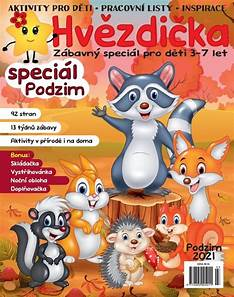 AKTIVITY PRO DĚTI • PRACOVNÍ LISTY • INSPIRACE
Hvězdička
Zábavný speciál pro děti 3-7 let
speciál
Podzim
92 stran
13 týdnů zábavy
Aktivity v přírodě i na doma
Bonus:
Skládačka
Vystřihovánka
Noční obloha
Doplňovačka
Podzim
2021